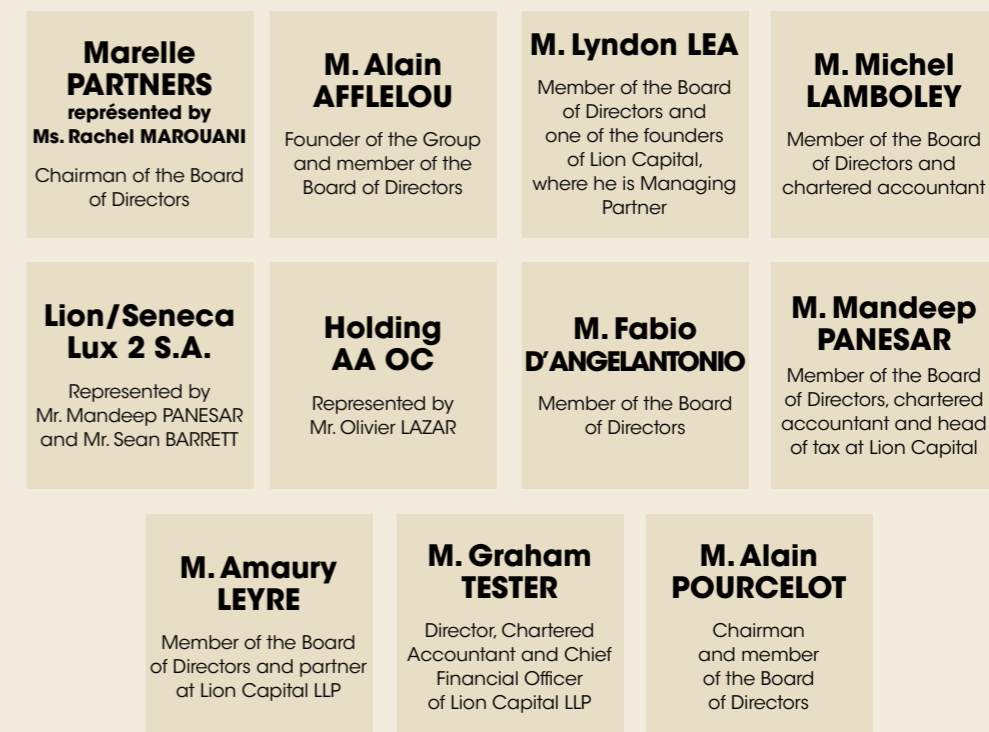 Marelle
PARTNERS
représented by
Ms. Rachel MAROUANI
Chairman of the Board
of Directors
M. Alain
AFFLELOU
Founder of the Group
and member of the
Board of Directors
M. Lyndon LEA
Member of the Board
of Directors and
one of the founders
of Lion Capital,
where he is Managing
Partner
M. Michel
LAMBOLEY
Member of the Board
of Directors and
chartered accountant
Lion/Seneca
Lux 2 S.A.
Represented by
Mr. Mandeep PANESAR
and Mr. Sean BARRETT
Holding
AA OC
Represented by
Mr. Olivier LAZAR
M. Fabio
D'ANGELANTONIO
Member of the Board
of Directors
M. Mandeep
PANESAR
Member of the Board
of Directors, chartered
accountant and head
of tax at Lion Capital
M. Amaury
LEYRE
Member of the Board
of Directors and partner
at Lion Capital LLP
M. Graham
TESTER
Director, Chartered
Accountant and Chief
Financial Officer
of Lion Capital LLP
M. Alain
POURCELOT
Chairman
and member
of the Board
of Directors